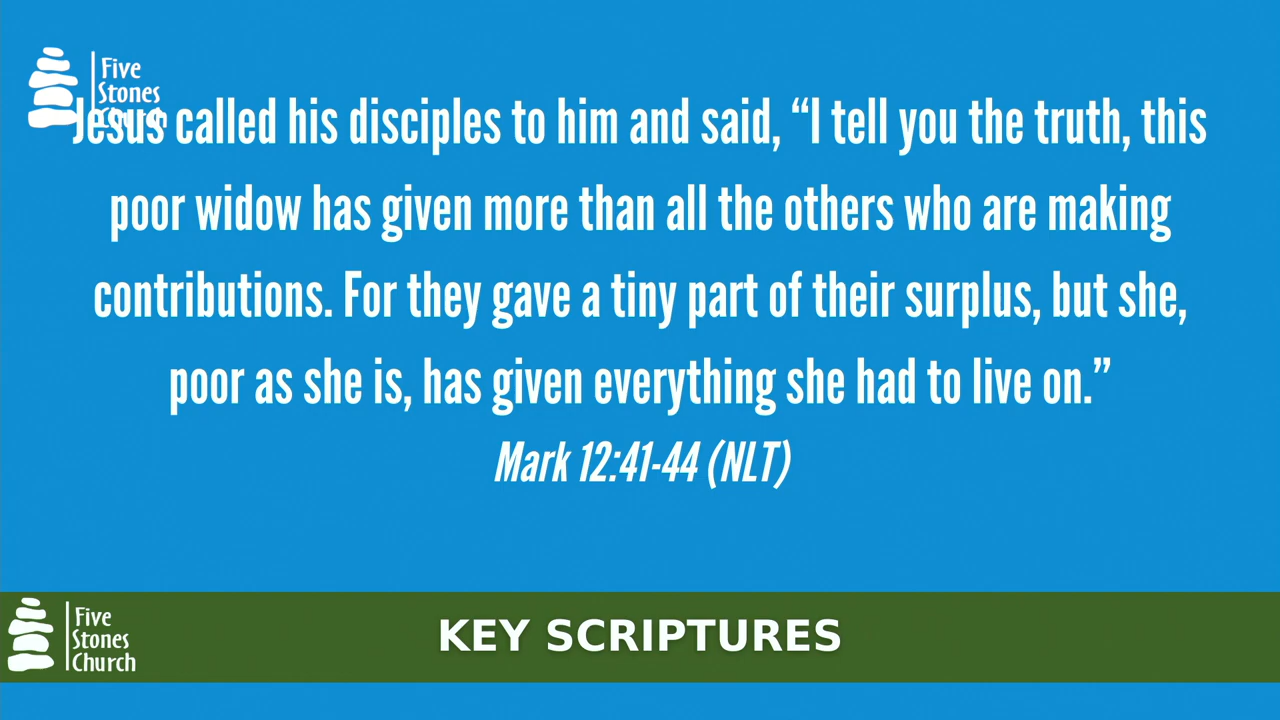 Five
Stones
Church
Jesus called his disciples to him and said, “I tell you the truth, this
poor widow has given more than all the others who are making
contributions. For they gave a tiny part of their surplus, but she,
poor as she is, has given everything she had to live on.”
Mark 12:41-44 (NLT)
Five
Stones
Church
KEY SCRIPTURES